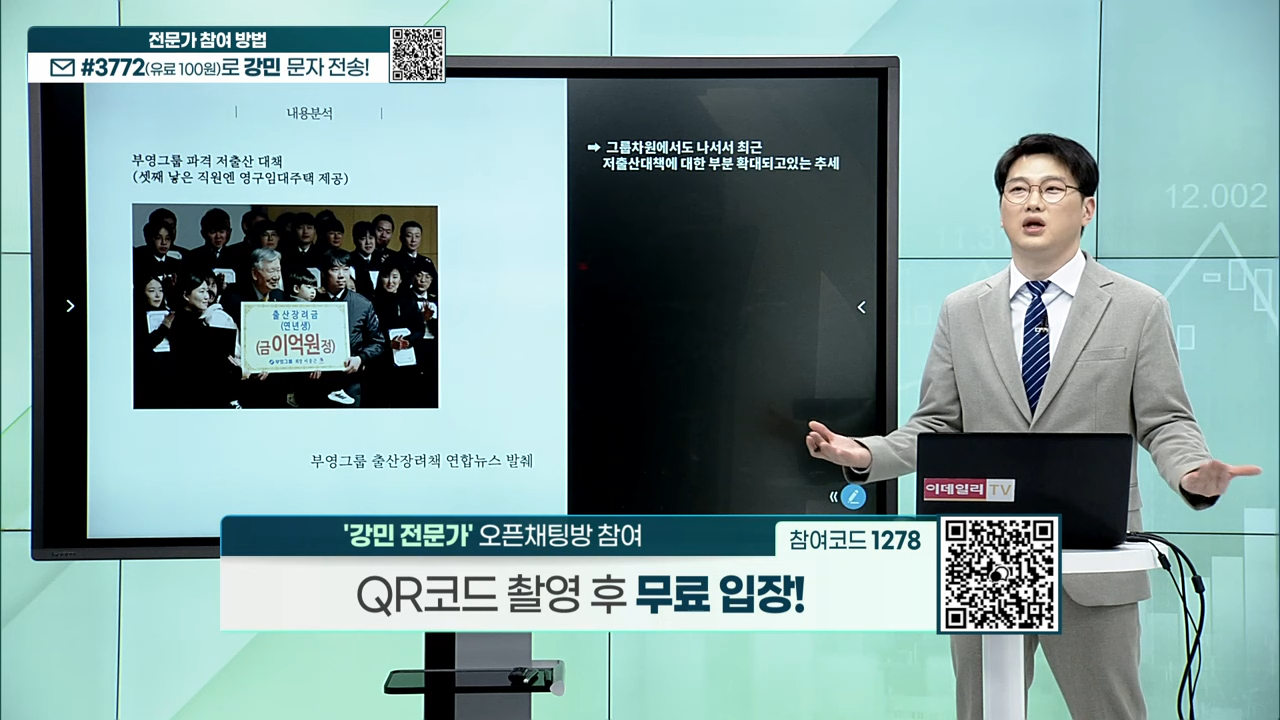 전문가 참여 방법
#3772(유료 100원)로 강민 문자 전송!
내용분석
부영그룹 파격 저출산 대책
(셋째 낳은 직원엔 영구임대주택 제공)
➡ 그룹차원에서도 나서서 최근
저출산대책에 대한 부분 확대되고있는 추세
출산장려금
(연년생)
(금이억원정)
부영그룹
부영그룹 출산장려책 연합뉴스 발췌
12.002
이데일리 TV
'강민 전문가' 오픈채팅방 참여
참여코드 1278
QR코드 촬영 후 무료 입장!